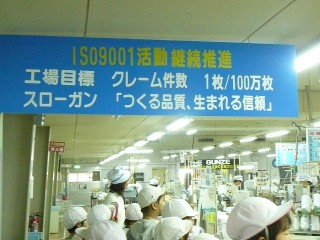 ISO9001活動継続推進
工場目標 クレーム件数 1枚/100万枚
スローガン 「つくる品質、生まれる信頼」
GUNZE